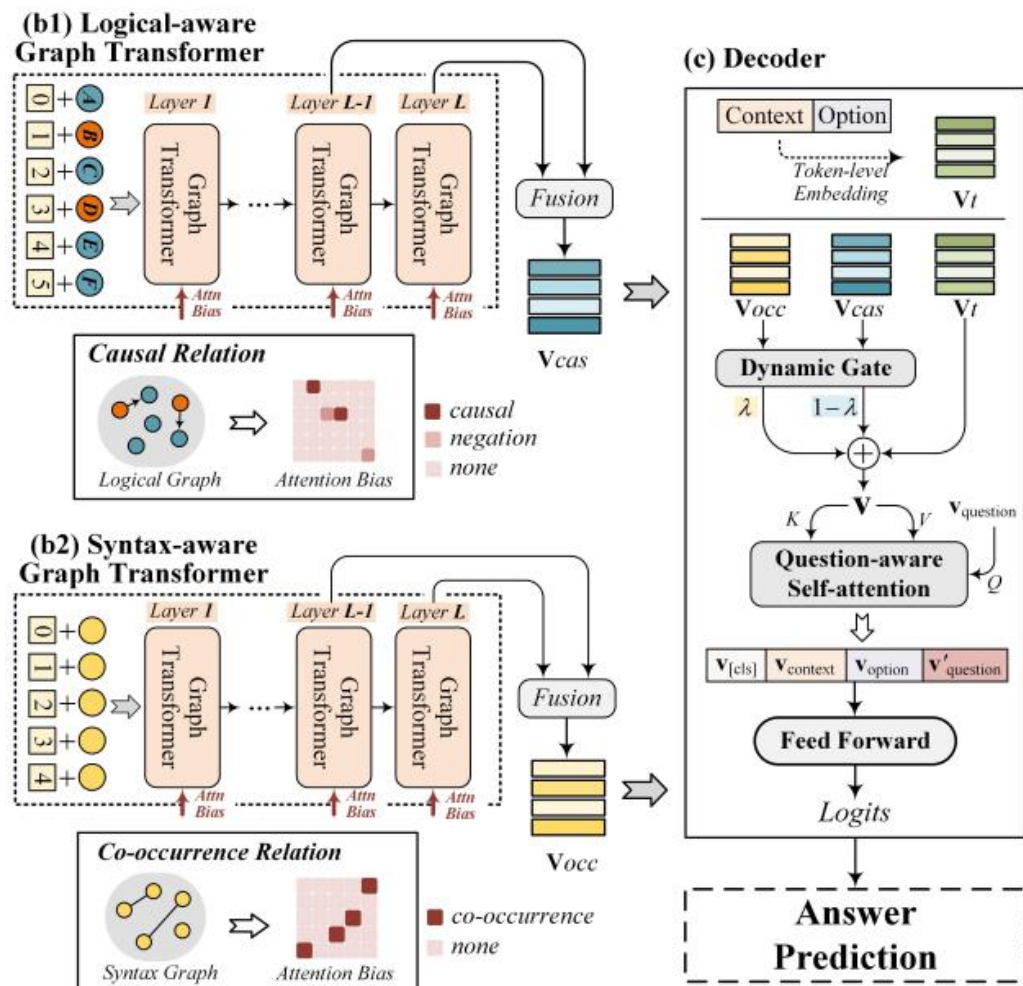 (b1) Logical-aware
Graph Transformer
Layer 1
Layer L-1
Layer L
0 + A
1 + B
2 + C
3 + D
4 + E
5 + F
Graph Transformer
...
Graph Transformer
Graph Transformer
Attn Bias
Attn Bias
Attn Bias
Fusion
Vcas
Causal Relation
Logical Graph
Attention Bias
causal
negation
none
(b2) Syntax-aware
Graph Transformer
Layer 1
Layer L-1
Layer L
0 +
1 +
2 +
3 +
4 +
Graph Transformer
...
Graph Transformer
Graph Transformer
Attn Bias
Attn Bias
Attn Bias
Fusion
Vocc
Co-occurrence Relation
Syntax Graph
Attention Bias
co-occurrence
none
(c) Decoder
Context Option
Token-level
Embedding
Vt
Vocc Vcas Vt
Dynamic Gate
λ 1-λ
+
v
K V
vquestion
Question-aware
Self-attention
Q
v[cls] vcontext voption v'question
Feed Forward
Logits
Answer
Prediction